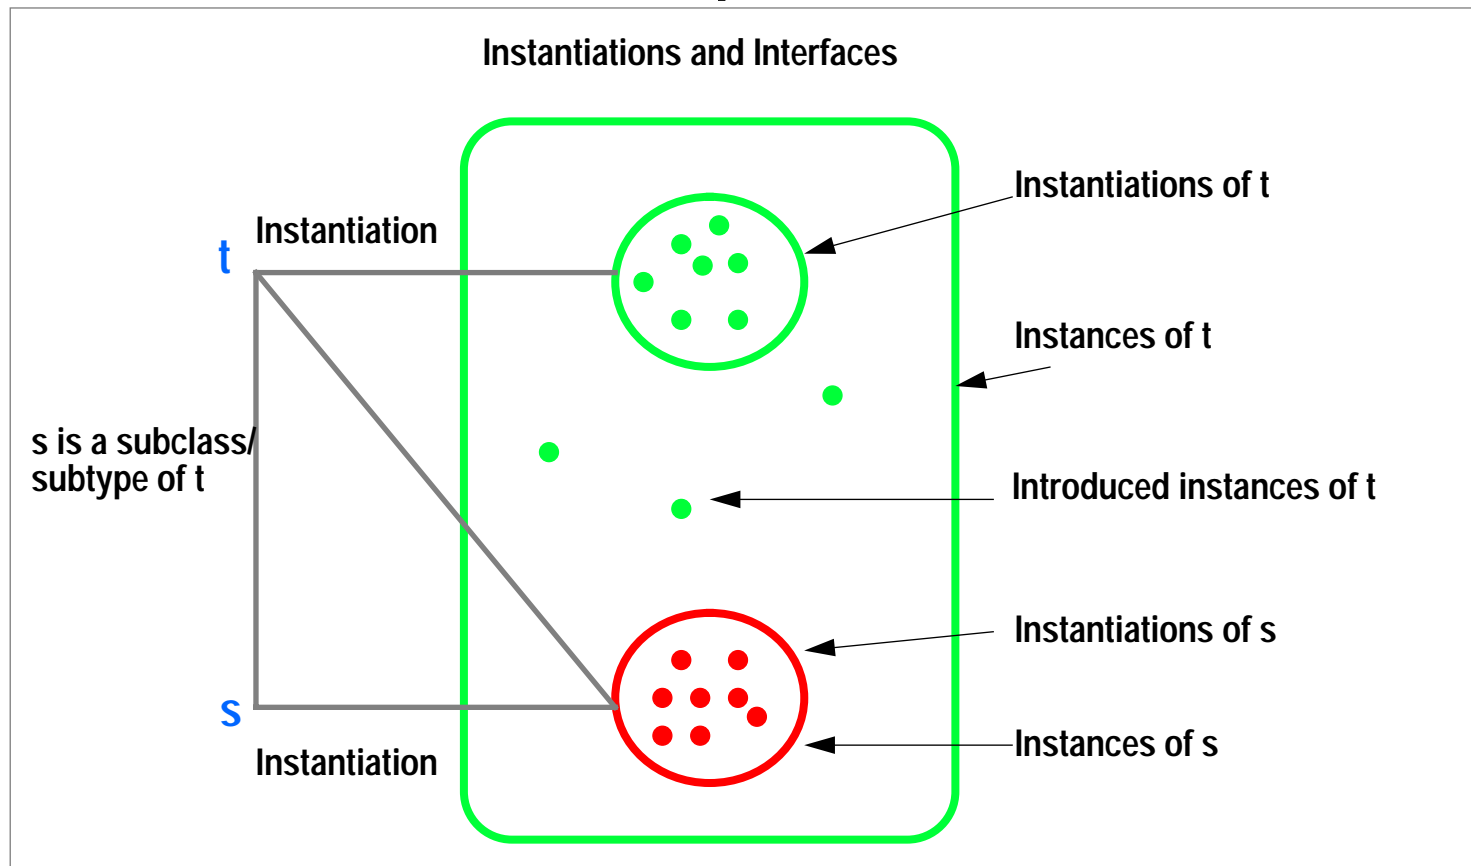 Instantiations and Interfaces
Instantiations of t
Instantiation
t
Instances of t
s is a subclass/
subtype of t
Introduced instances of t
Instantiations of s
s
Instances of s
Instantiation